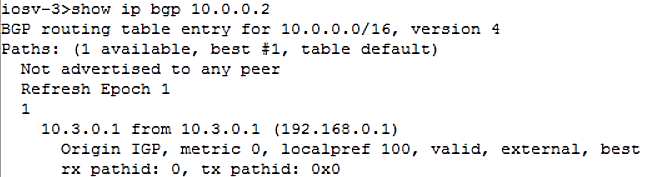 iosv-3>show ip bgp 10.0.0.2
BGP routing table entry for 10.0.0.0/16, version 4
Paths: (1 available, best #1, table default)
  Not advertised to any peer
  Refresh Epoch 1
  1
    10.3.0.1 from 10.3.0.1 (192.168.0.1)
      Origin IGP, metric 0, localpref 100, valid, external, best
      rx pathid: 0, tx pathid: 0x0